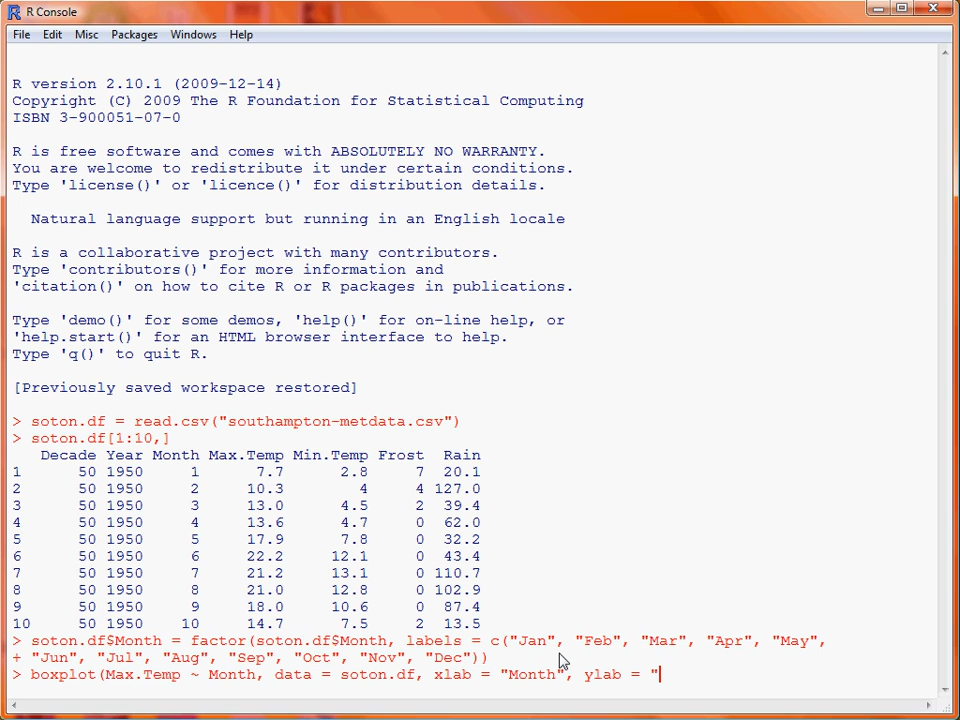 R Console
File Edit Misc Packages Windows Help
R version 2.10.1 (2009-12-14)
Copyright (C) 2009 The R Foundation for Statistical Computing
ISBN 3-900051-07-0
R is free software and comes with ABSOLUTELY NO WARRANTY.
You are welcome to redistribute it under certain conditions.
Type 'license()' or 'licence()' for distribution details.
Natural language support but running in an English locale
R is a collaborative project with many contributors.
Type 'contributors()' for more information and
'citation()' on how to cite R or R packages in publications.
Type 'demo()' for some demos, 'help()' for on-line help, or
'help.start()' for an HTML browser interface to help.
Type 'q()' to quit R.
[Previously saved workspace restored]
> soton.df = read.csv("southampton-metdata.csv")
> soton.df[1:10,]
Decade Year Month Max.Temp Min.Temp Frost Rain
1 50 1950 1 7.7 2.8 7 20.1
2 50 1950 2 10.3 4 4 127.0
3 50 1950 3 13.0 4.5 2 39.4
4 50 1950 4 13.6 4.7 0 62.0
5 50 1950 5 17.9 7.8 0 32.2
6 50 1950 6 22.2 12.1 0 43.4
7 50 1950 7 21.2 13.1 0 110.7
8 50 1950 8 21.0 12.8 0 102.9
9 50 1950 9 18.0 10.6 0 87.4
10 50 1950 10 14.7 7.5 2 13.5
> soton.df$Month = factor(soton.df$Month, labels = c("Jan", "Feb", "Mar", "Apr", "May",
+ "Jun", "Jul", "Aug", "Sep", "Oct", "Nov", "Dec"))
> boxplot(Max.Temp ~ Month, data = soton.df, xlab = "Month", ylab = "